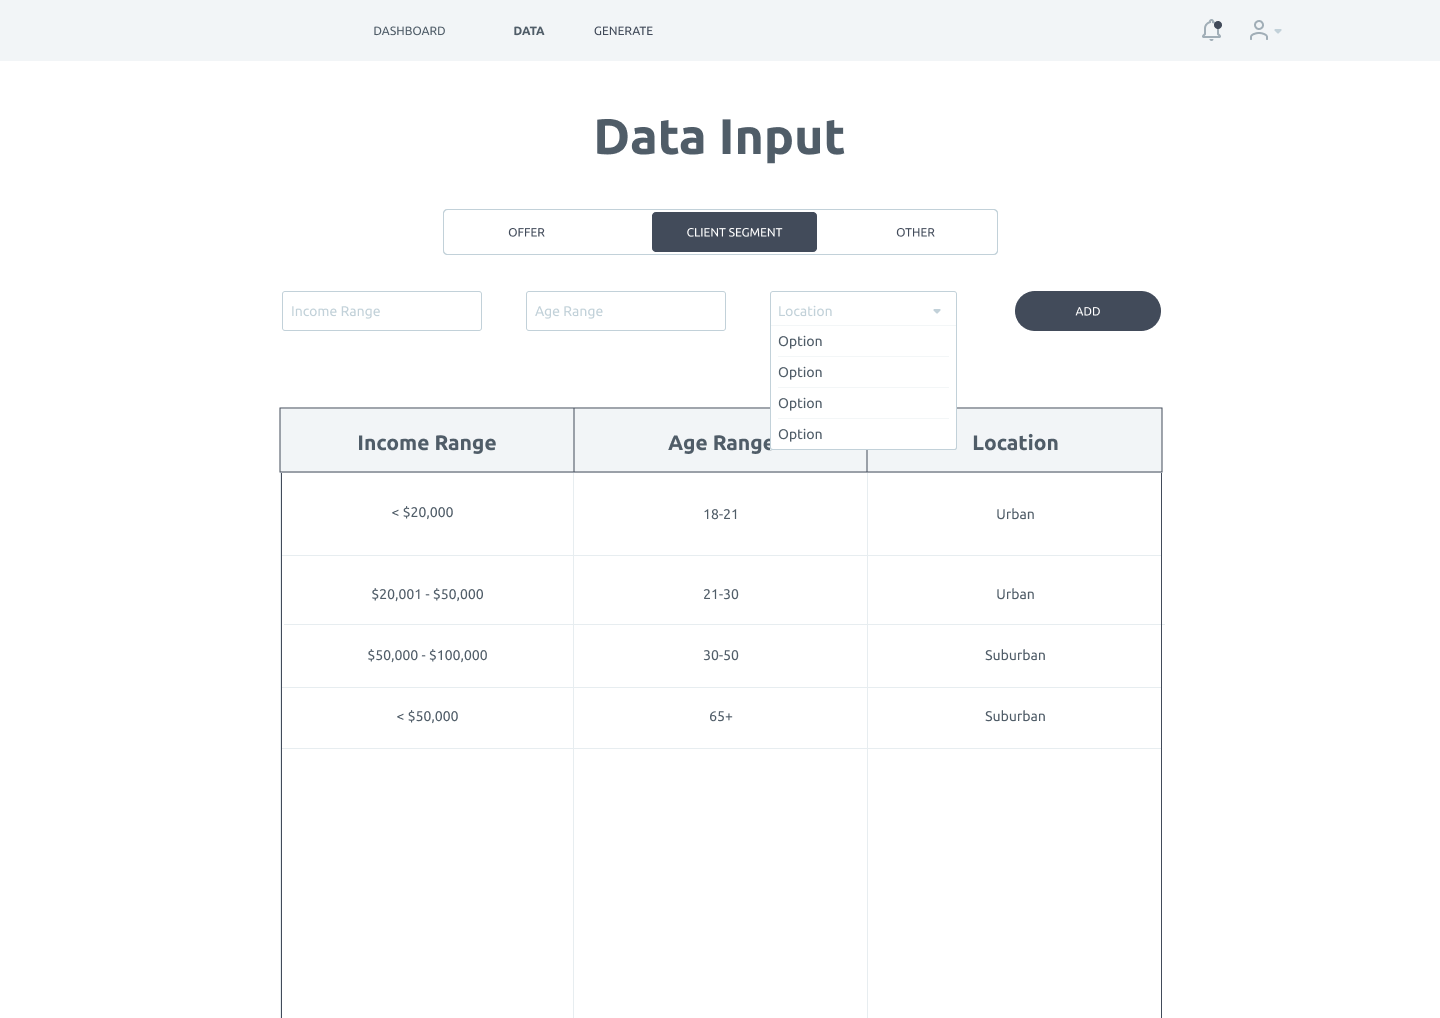 DASHBOARD DATA GENERATE
Data Input
OFFER CLIENT SEGMENT OTHER
Income Range Age Range Location ADD
Option
Option
Option
Option
Income Range Age Range Location
< $20,000 18-21 Urban
$20,001 - $50,000 21-30 Urban
$50,000 - $100,000 30-50 Suburban
< $50,000 65+ Suburban